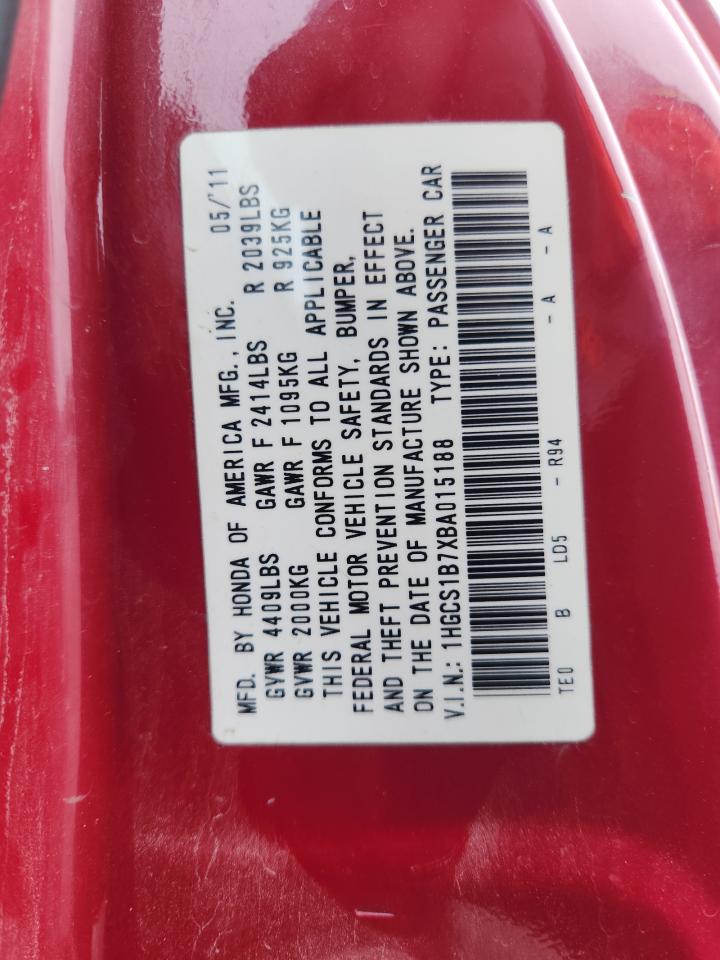 MFD. BY HONDA OF AMERICA MFG., INC. 05/'11
GVWR 4409LBS GAWR F 2414LBS R 2039LBS
GVWR 2000KG GAWR F 1095KG R 925KG
THIS VEHICLE CONFORMS TO ALL APPLICABLE
FEDERAL MOTOR VEHICLE SAFETY, BUMPER,
AND THEFT PREVENTION STANDARDS IN EFFECT
ON THE DATE OF MANUFACTURE SHOWN ABOVE.
V.I.N.: 1HGCS1B7XBA015188 TYPE: PASSENGER CAR
TE0 B LD5 - R94 - A - A